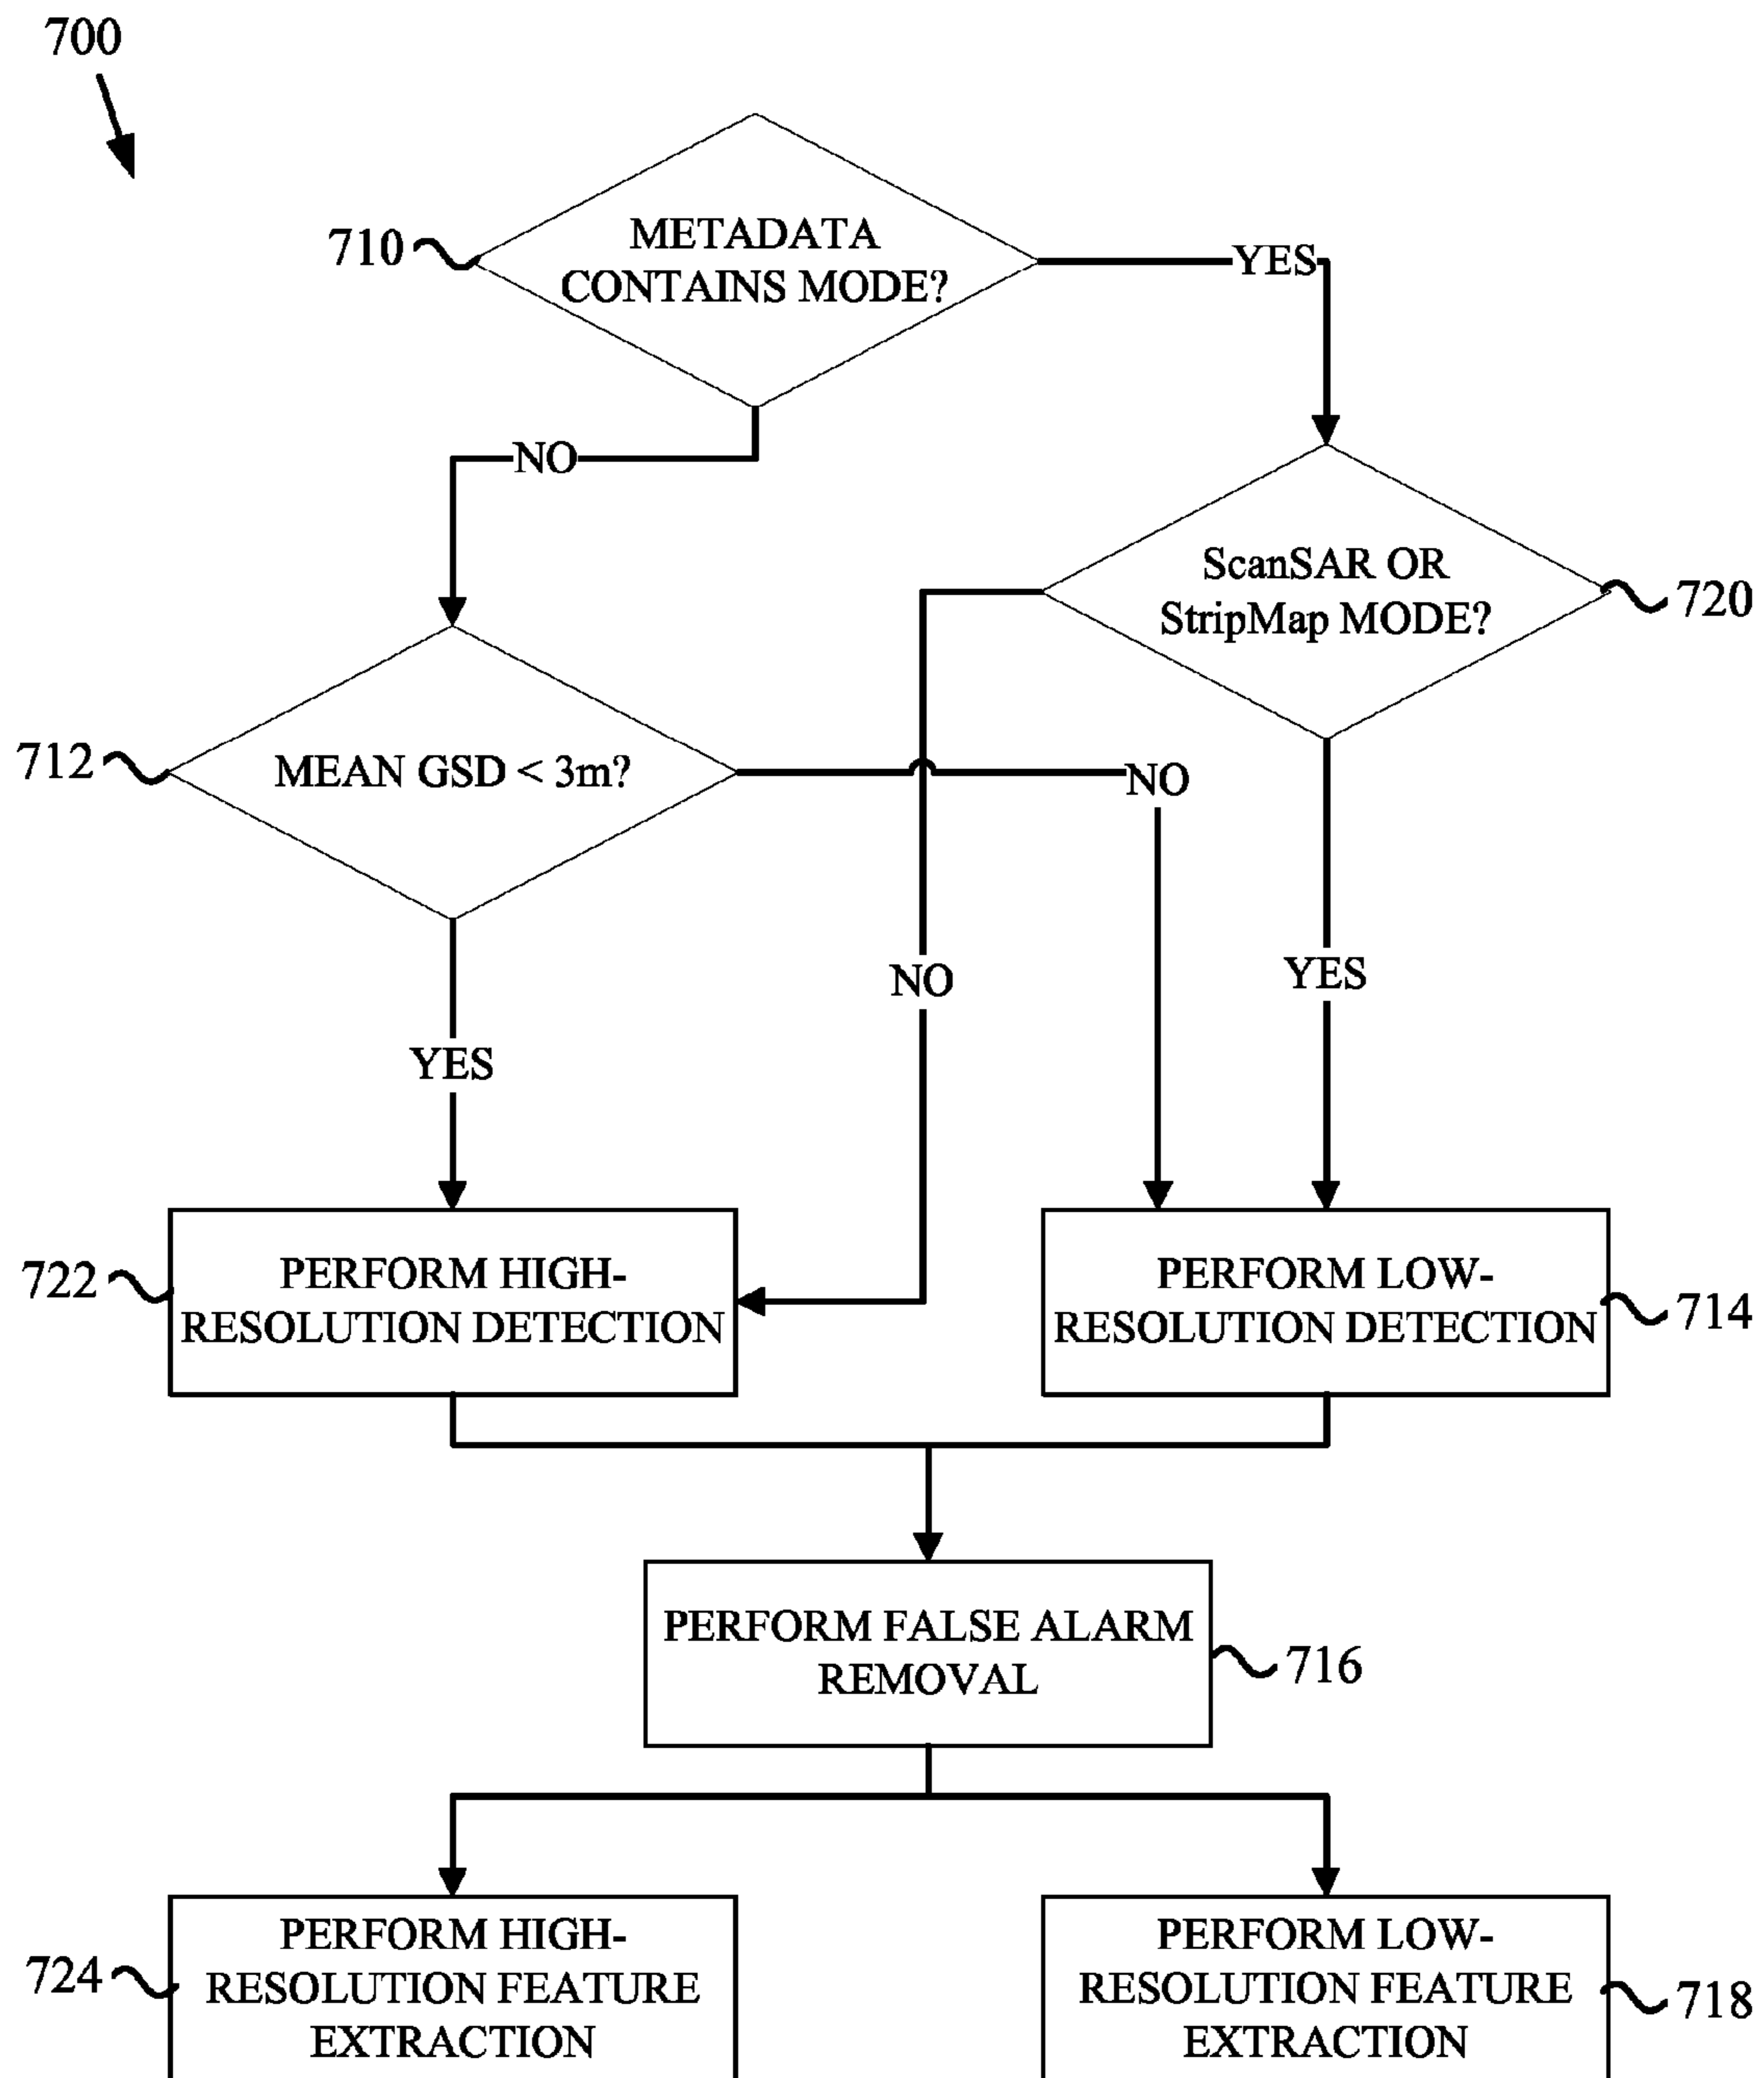 700
710
METADATA
CONTAINS MODE?
YES
NO
ScanSAR OR
StripMap MODE?
720
712
MEAN GSD < 3m?
NO
NO
YES
YES
722
PERFORM HIGH-
RESOLUTION DETECTION
PERFORM LOW-
RESOLUTION DETECTION
714
PERFORM FALSE ALARM
REMOVAL
716
724
PERFORM HIGH-
RESOLUTION FEATURE
EXTRACTION
PERFORM LOW-
RESOLUTION FEATURE
EXTRACTION
718